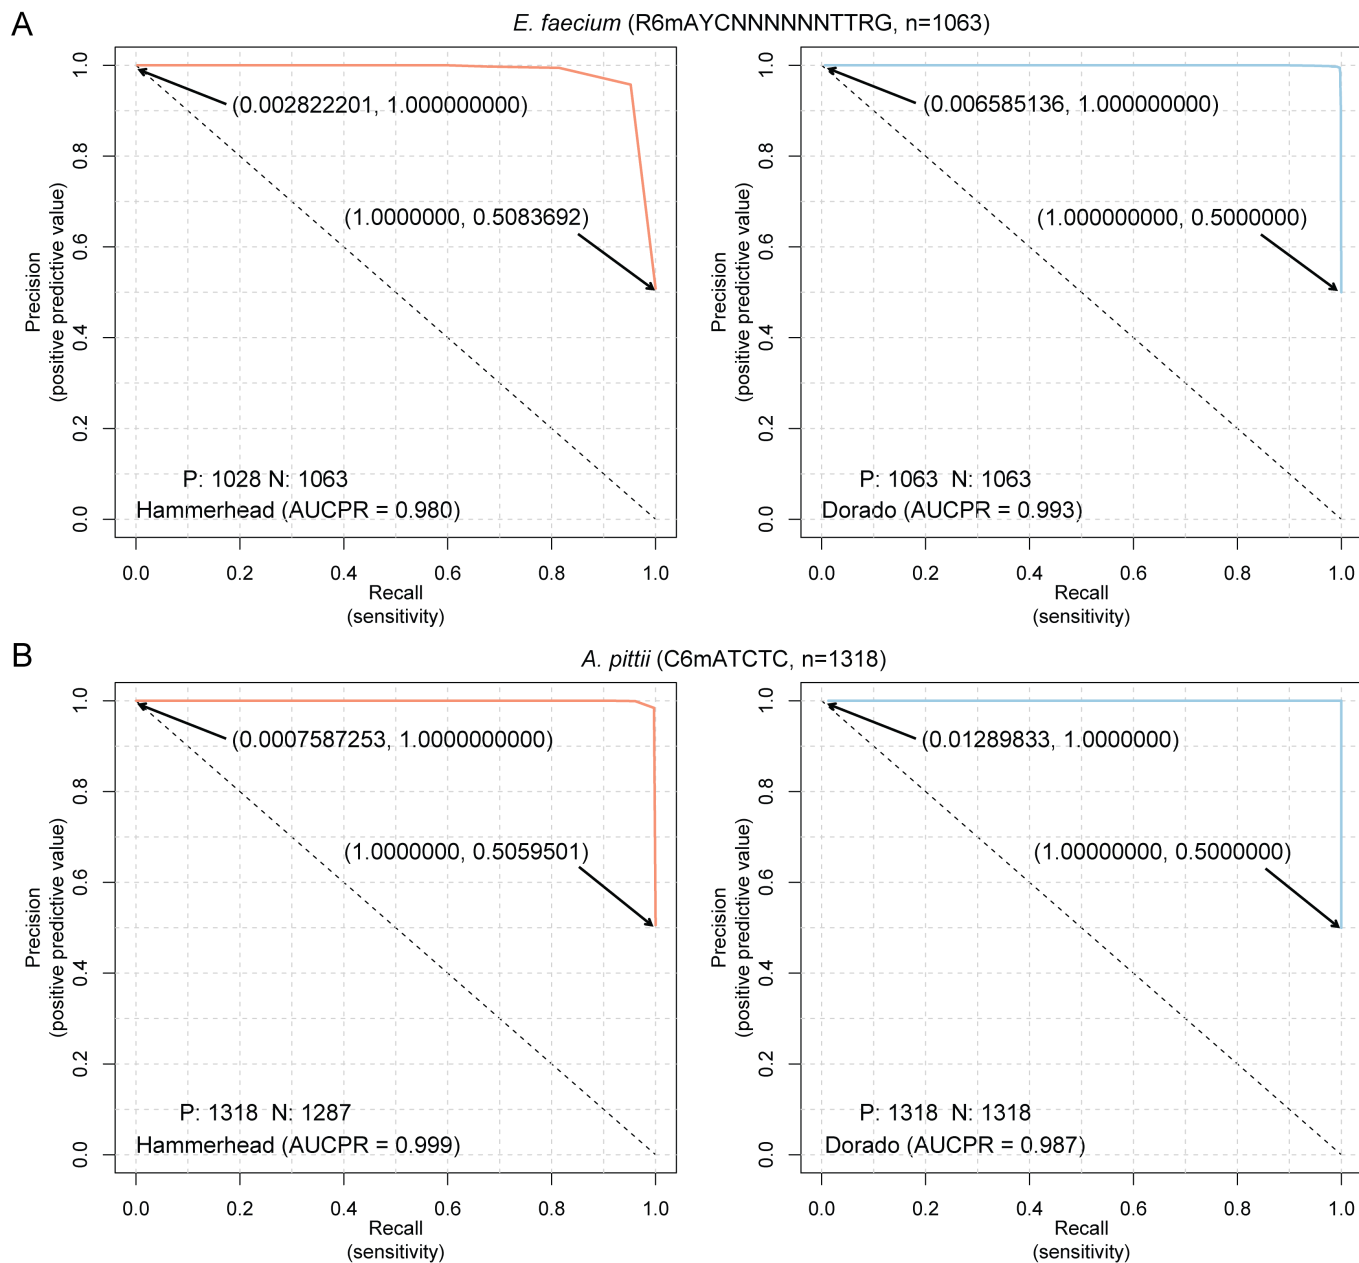 A
E. faecium (R6mAYCNNNNNNTTRG, n=1063)
1.0
0.8
0.6
0.4
0.2
0.0
Precision
(positive predictive value)
(0.002822201, 1.000000000)
(1.0000000, 0.5083692)
P: 1028 N: 1063
Hammerhead (AUCPR = 0.980)
0.0 0.2 0.4 0.6 0.8 1.0
Recall
(sensitivity)
1.0
0.8
0.6
0.4
0.2
0.0
Precision
(positive predictive value)
(0.006585136, 1.000000000)
(1.000000000, 0.5000000)
P: 1063 N: 1063
Dorado (AUCPR = 0.993)
0.0 0.2 0.4 0.6 0.8 1.0
Recall
(sensitivity)
B
A. pittii (C6mATCTC, n=1318)
1.0
0.8
0.6
0.4
0.2
0.0
Precision
(positive predictive value)
(0.0007587253, 1.0000000000)
(1.0000000, 0.5059501)
P: 1318 N: 1287
Hammerhead (AUCPR = 0.999)
0.0 0.2 0.4 0.6 0.8 1.0
Recall
(sensitivity)
1.0
0.8
0.6
0.4
0.2
0.0
Precision
(positive predictive value)
(0.01289833, 1.0000000)
(1.00000000, 0.5000000)
P: 1318 N: 1318
Dorado (AUCPR = 0.987)
0.0 0.2 0.4 0.6 0.8 1.0
Recall
(sensitivity)